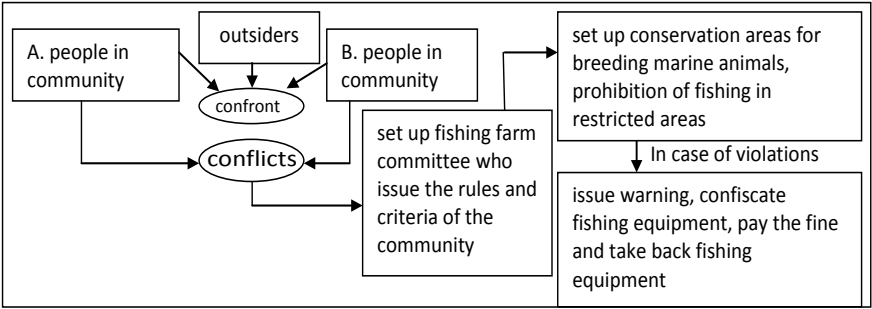 A. people in
community
outsiders
B. people in
community
confront
conflicts
set up fishing farm
committee who
issue the rules and
criteria of the
community
set up conservation areas for
breeding marine animals,
prohibition of fishing in
restricted areas
In case of violations
issue warning, confiscate
fishing equipment, pay the fine
and take back fishing
equipment